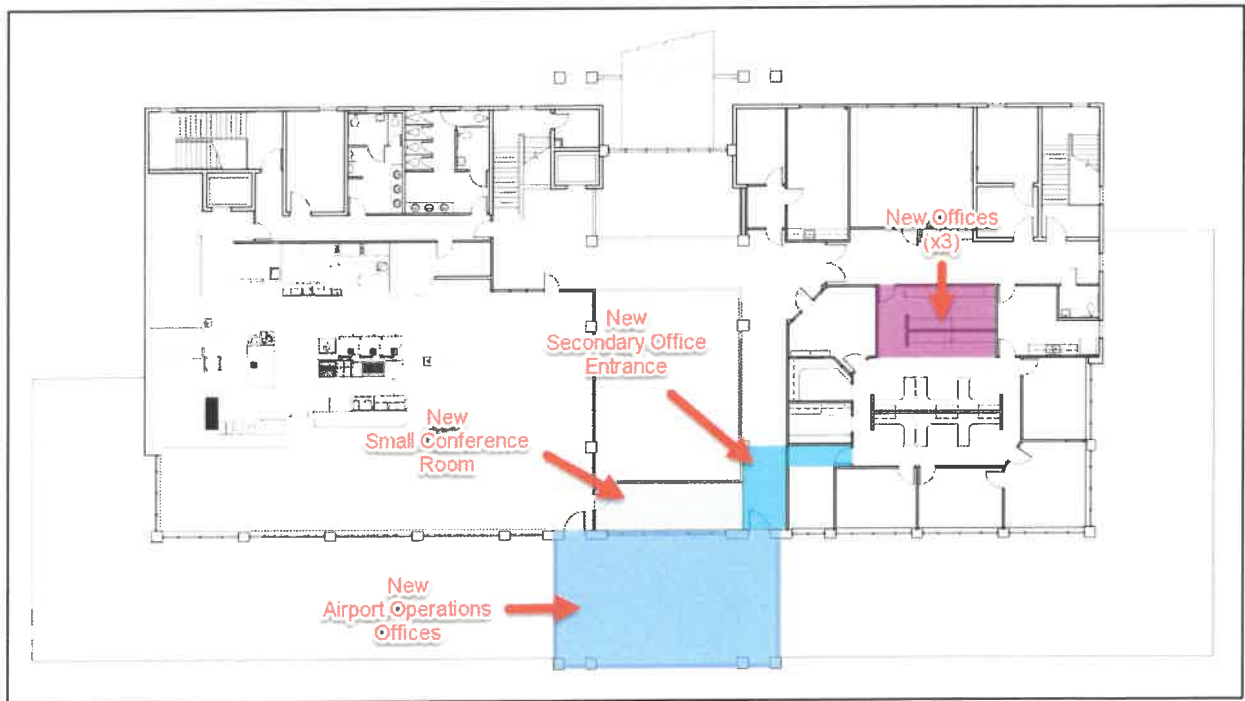 New Offices
(x3)
New
Secondary Office
Entrance
New
Small Conference
Room
New
Airport Operations
Offices